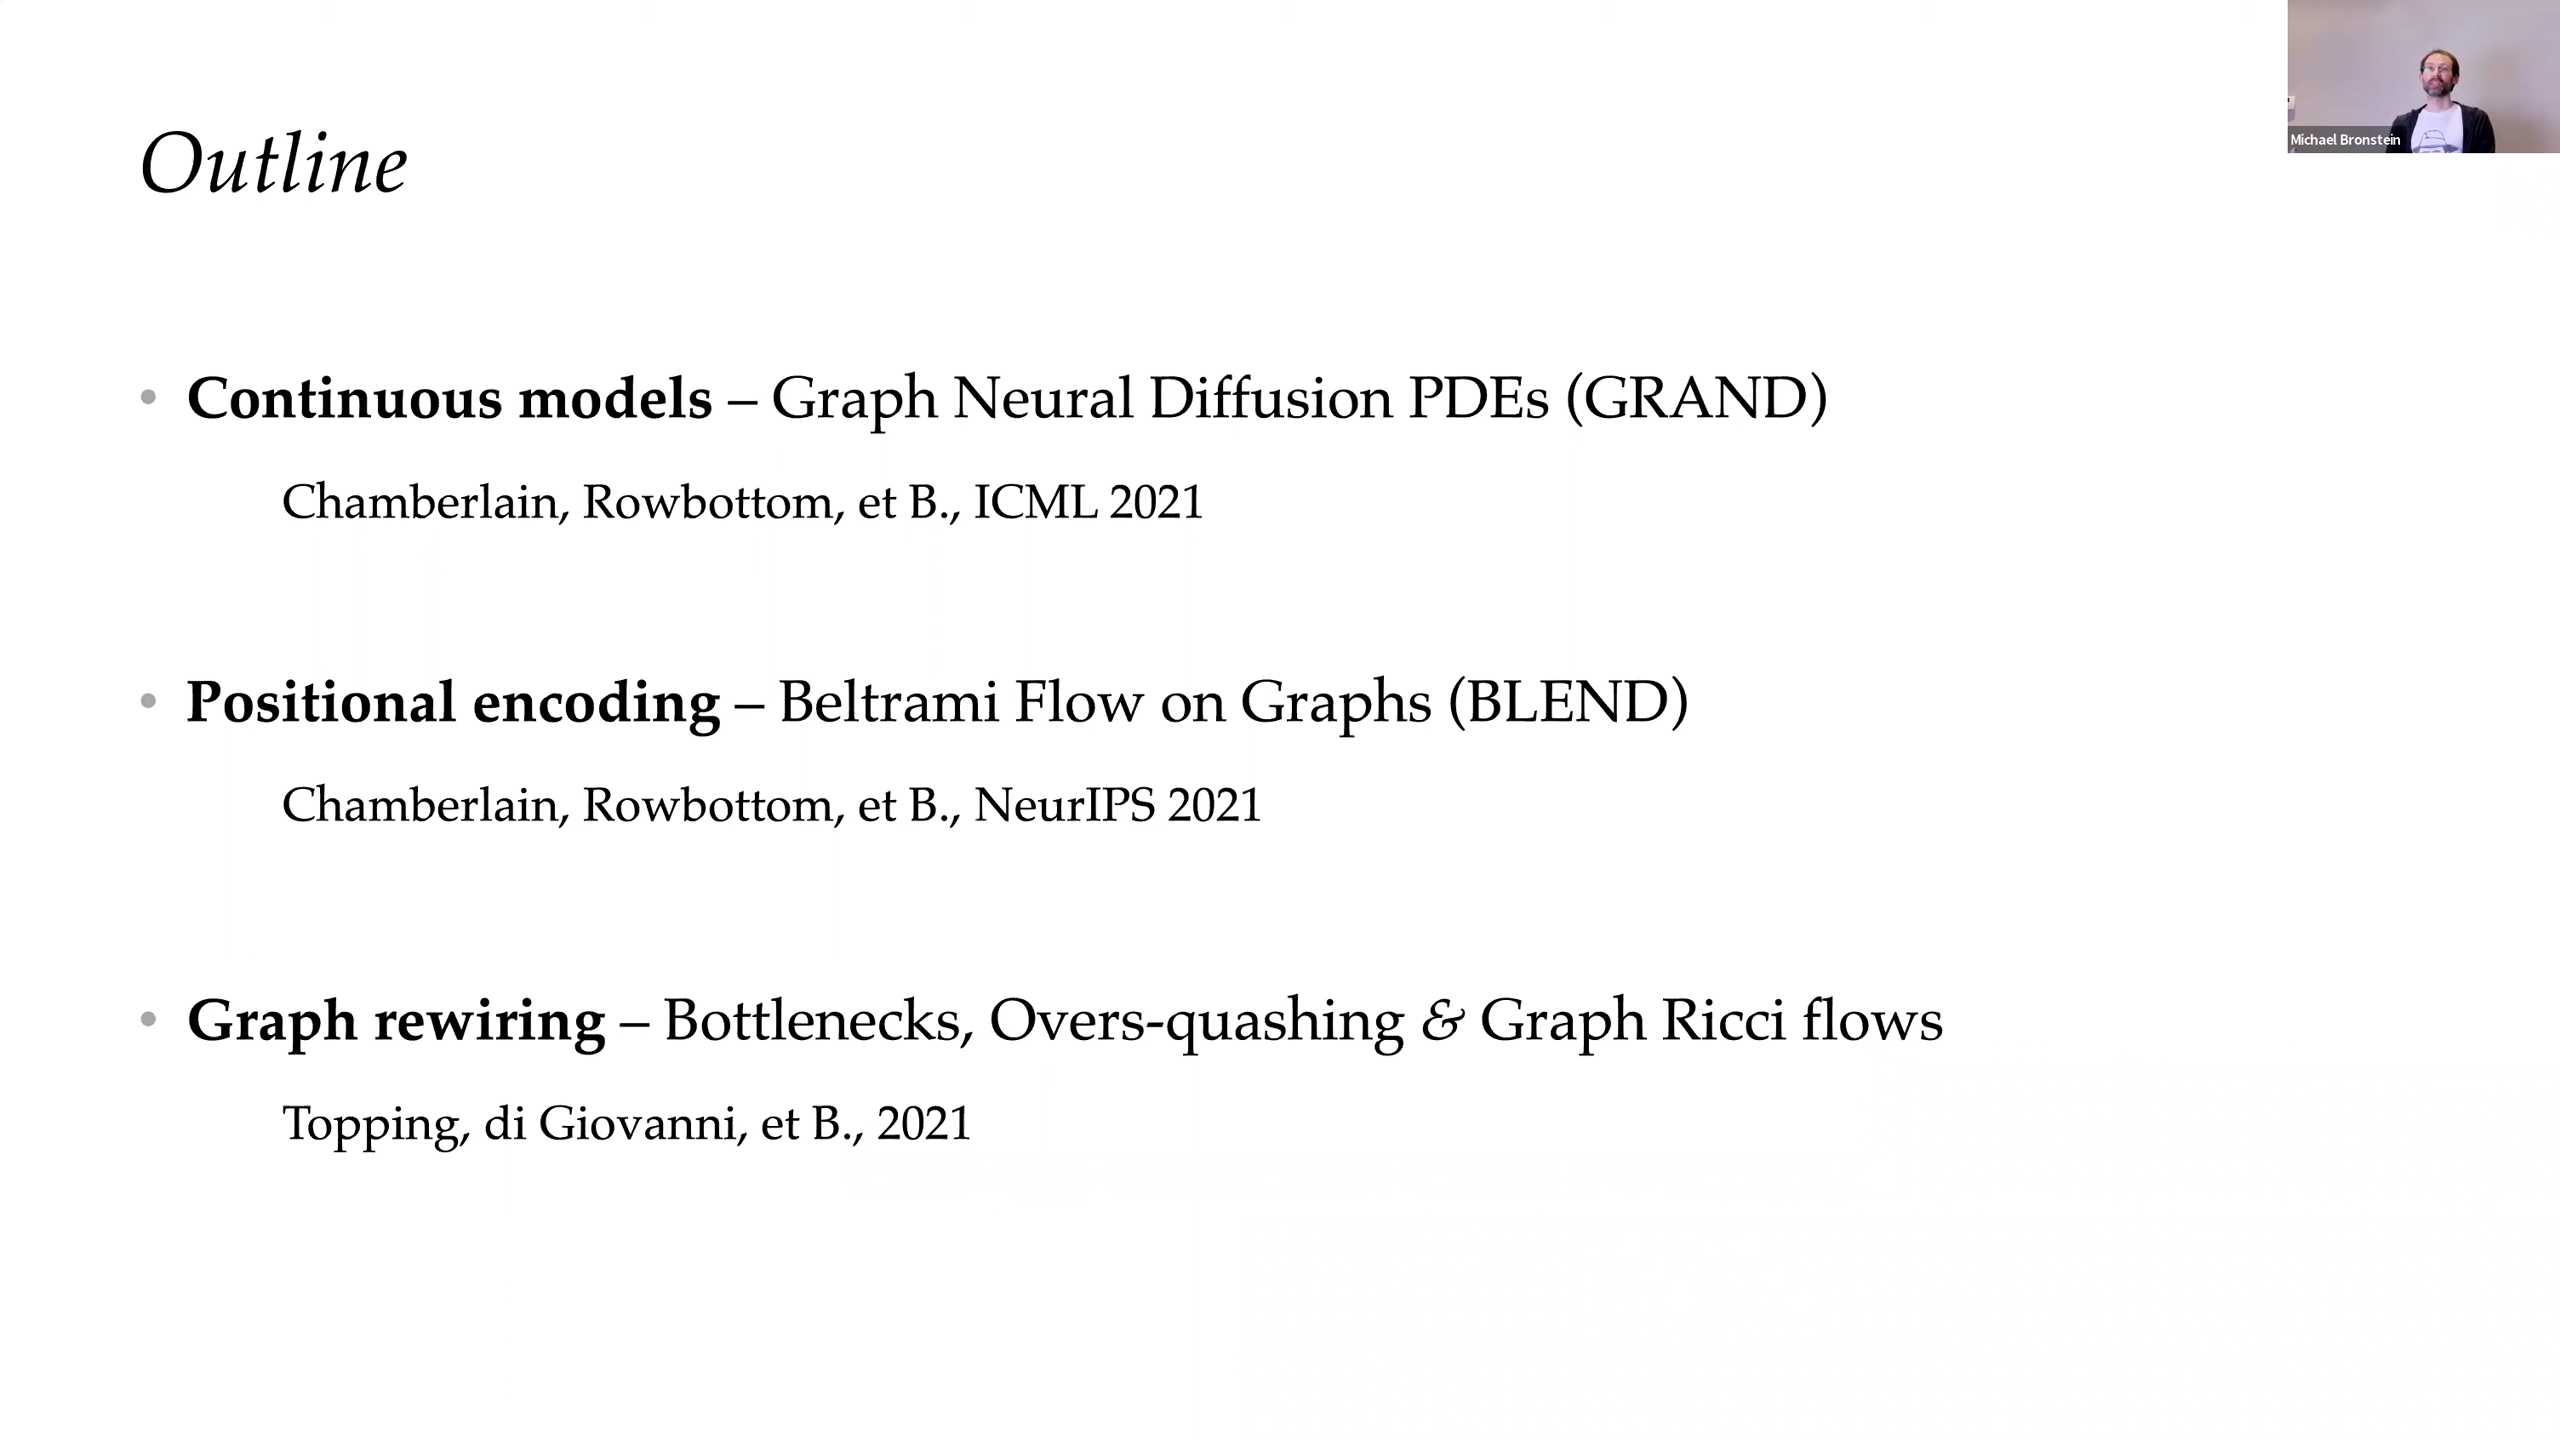 Michael Bronstein
Outline
• Continuous models – Graph Neural Diffusion PDEs (GRAND)
Chamberlain, Rowbottom, et B., ICML 2021
• Positional encoding – Beltrami Flow on Graphs (BLEND)
Chamberlain, Rowbottom, et B., NeurIPS 2021
• Graph rewiring – Bottlenecks, Overs-quashing & Graph Ricci flows
Topping, di Giovanni, et B., 2021